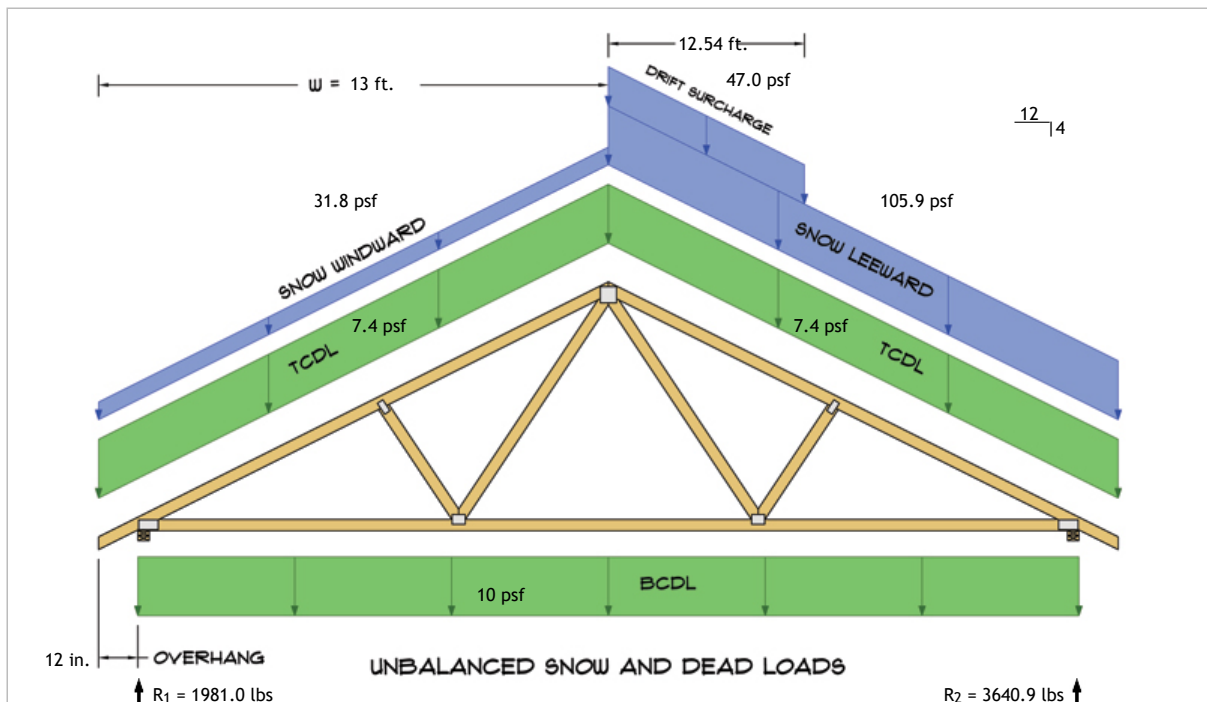 12.54 ft.
W = 13 ft.
DRIFT SURCHARGE
47.0 psf
12
4
31.8 psf
105.9 psf
SNOW WINDWARD
SNOW LEEWARD
7.4 psf
7.4 psf
TCDL
TCDL
10 psf
BCDL
12 in.
OVERHANG
UNBALANCED SNOW AND DEAD LOADS
R1 = 1981.0 lbs
R2 = 3640.9 lbs